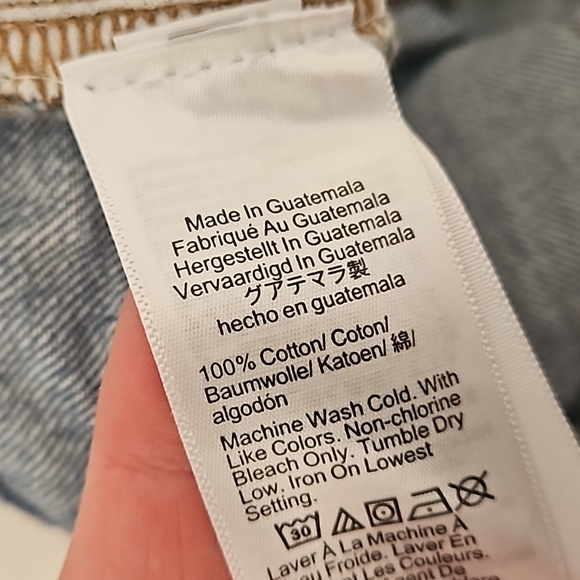 Made In Guatemala
Fabriqué Au Guatemala
Hergestellt In Guatemala
Vervaardigd In Guatemala
グアテマラ製
hecho en guatemala
100% Cotton/ Coton/
Baumwolle/ Katoen/ 綿/
algodón
Machine Wash Cold. With
Like Colors. Non-chlorine
Bleach Only. Tumble Dry
Low. Iron On Lowest
Setting.
30
Laver À La Machine À
Eau Froide. Laver En
Les Couleurs.